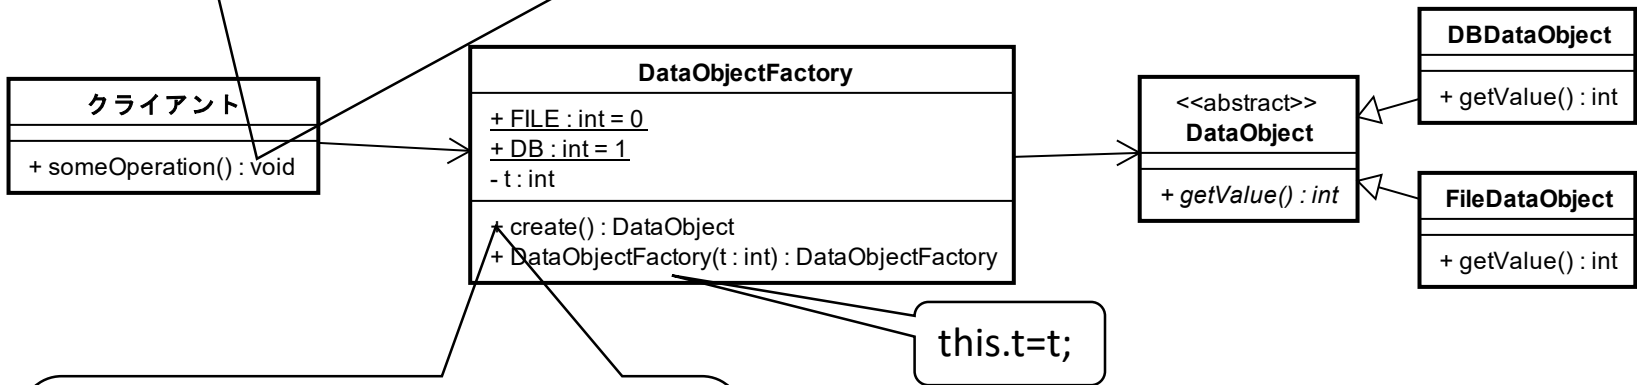 クライアント
+ someOperation() : void
DataObjectFactory
+ FILE : int = 0
+ DB : int = 1
- t : int
+ create() : DataObject
+ DataObjectFactory(t : int) : DataObjectFactory
this.t=t;
<<abstract>>
DataObject
+ getValue() : int
DBDataObject
+ getValue() : int
FileDataObject
+ getValue() : int